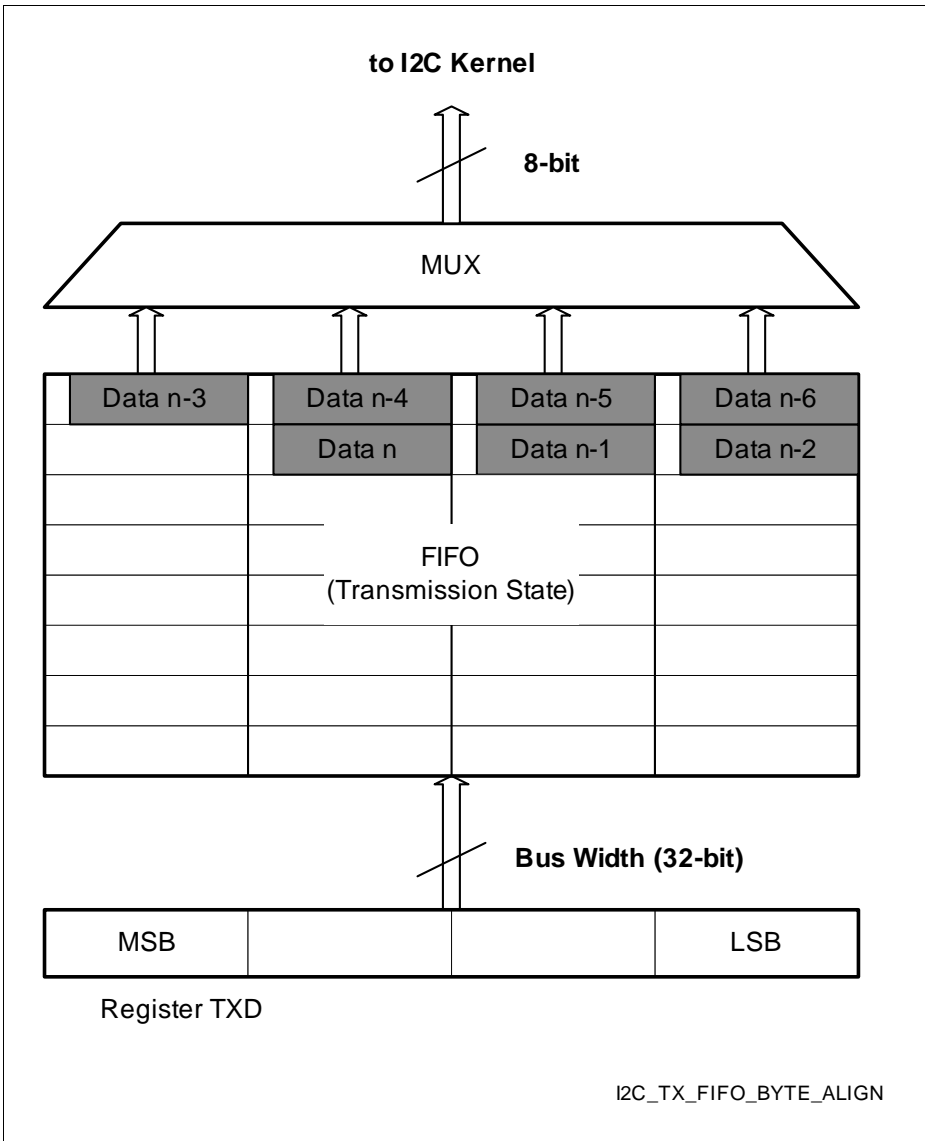 to I2C Kernel
8-bit
MUX
Data n-3 Data n-4 Data n-5 Data n-6
Data n Data n-1 Data n-2
FIFO
(Transmission State)
Bus Width (32-bit)
MSB LSB
Register TXD
I2C_TX_FIFO_BYTE_ALIGN